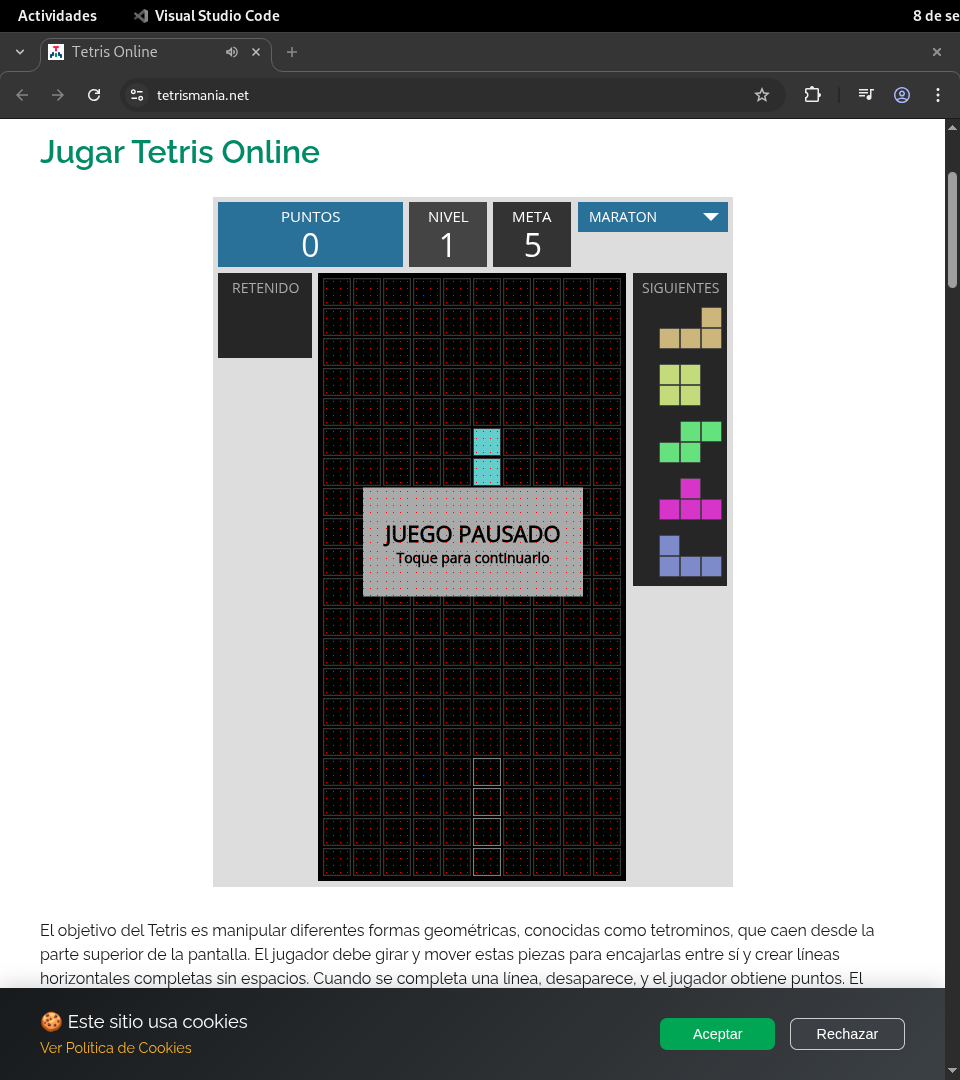 Actividades
Visual Studio Code
8 de se
Tetris Online
tetrismania.net
Jugar Tetris Online
PUNTOS
0
NIVEL
1
META
5
MARATON
RETENIDO
SIGUIENTES
JUEGO PAUSADO
Toque para continuarlo
El objetivo del Tetris es manipular diferentes formas geométricas, conocidas como tetrominos, que caen desde la
parte superior de la pantalla. El jugador debe girar y mover estas piezas para encajarlas entre sí y crear líneas
horizontales completas sin espacios. Cuando se completa una línea, desaparece, y el jugador obtiene puntos. El
Este sitio usa cookies
Ver Política de Cookies
Aceptar
Rechazar